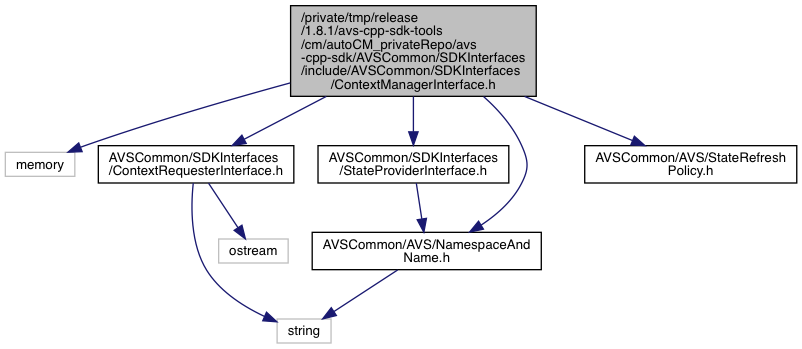 /private/tmp/release
/1.8.1/avs-cpp-sdk-tools
/cm/autoCM_privateRepo/avs
-cpp-sdk/AVSCommon/SDKInterfaces
/include/AVSCommon/SDKInterfaces
/ContextManagerInterface.h
memory
AVSCommon/SDKInterfaces
/ContextRequesterInterface.h
AVSCommon/SDKInterfaces
/StateProviderInterface.h
AVSCommon/AVS/StateRefresh
Policy.h
ostream
AVSCommon/AVS/NamespaceAnd
Name.h
string